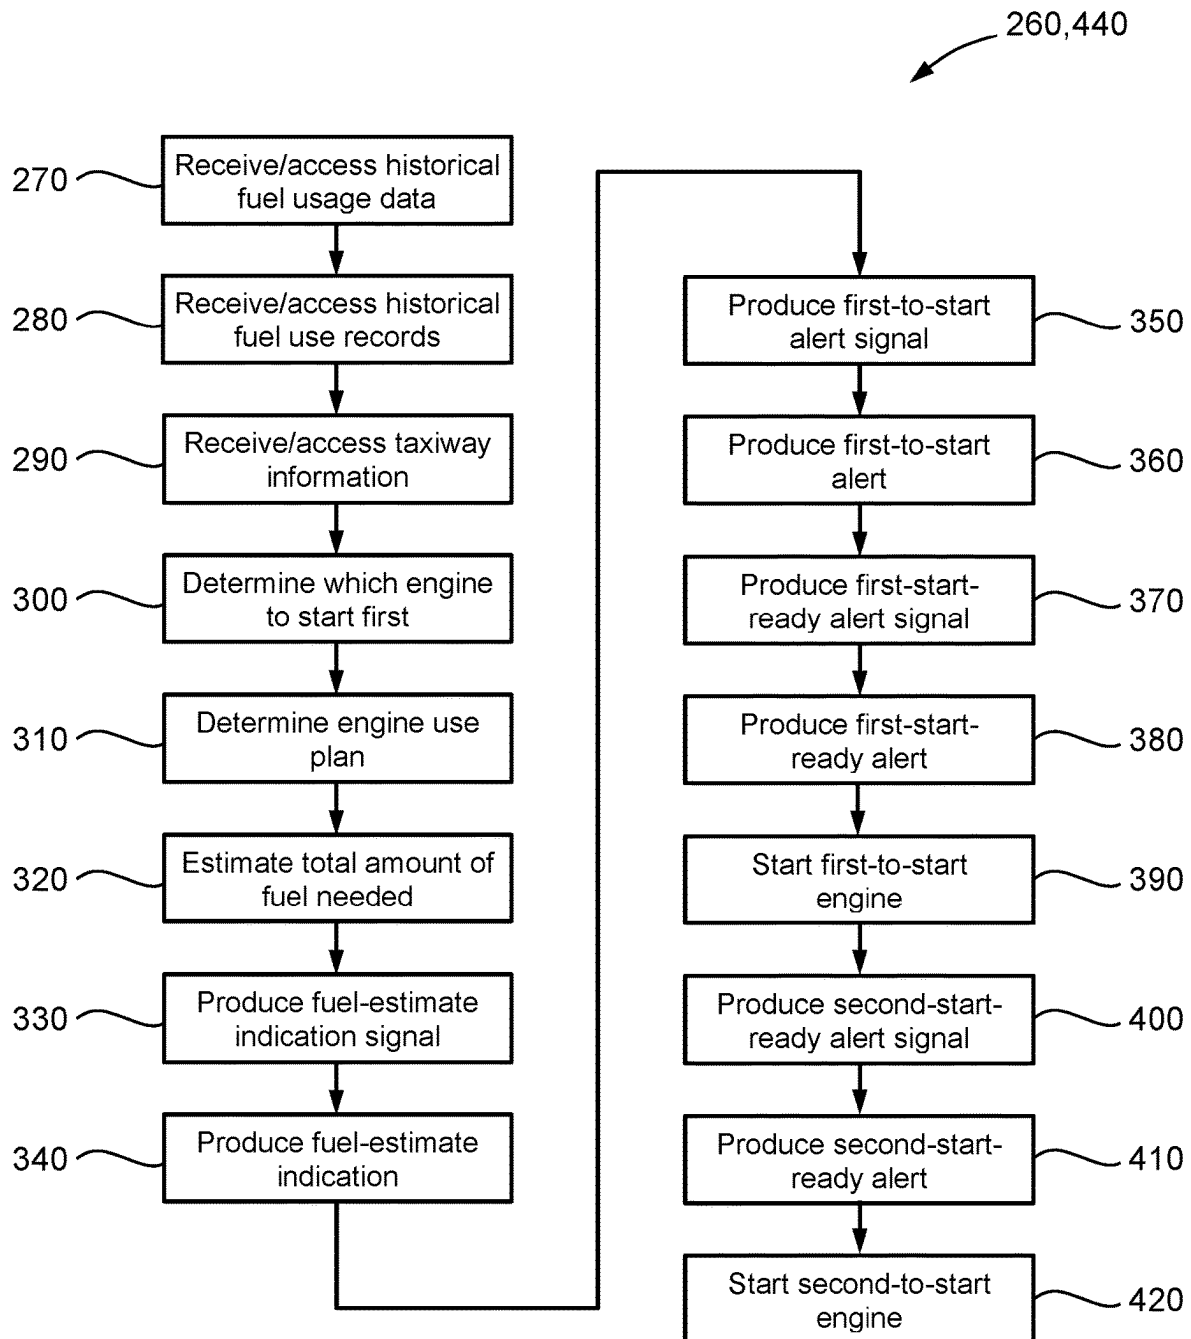 260,440
270
Receive/access historical
fuel usage data
280
Receive/access historical
fuel use records
290
Receive/access taxiway
information
300
Determine which engine
to start first
310
Determine engine use
plan
320
Estimate total amount of
fuel needed
330
Produce fuel-estimate
indication signal
340
Produce fuel-estimate
indication
Produce first-to-start
alert signal
350
Produce first-to-start
alert
360
Produce first-start-
ready alert signal
370
Produce first-start-
ready alert
380
Start first-to-start
engine
390
Produce second-start-
ready alert signal
400
Produce second-start-
ready alert
410
Start second-to-start
engine
420